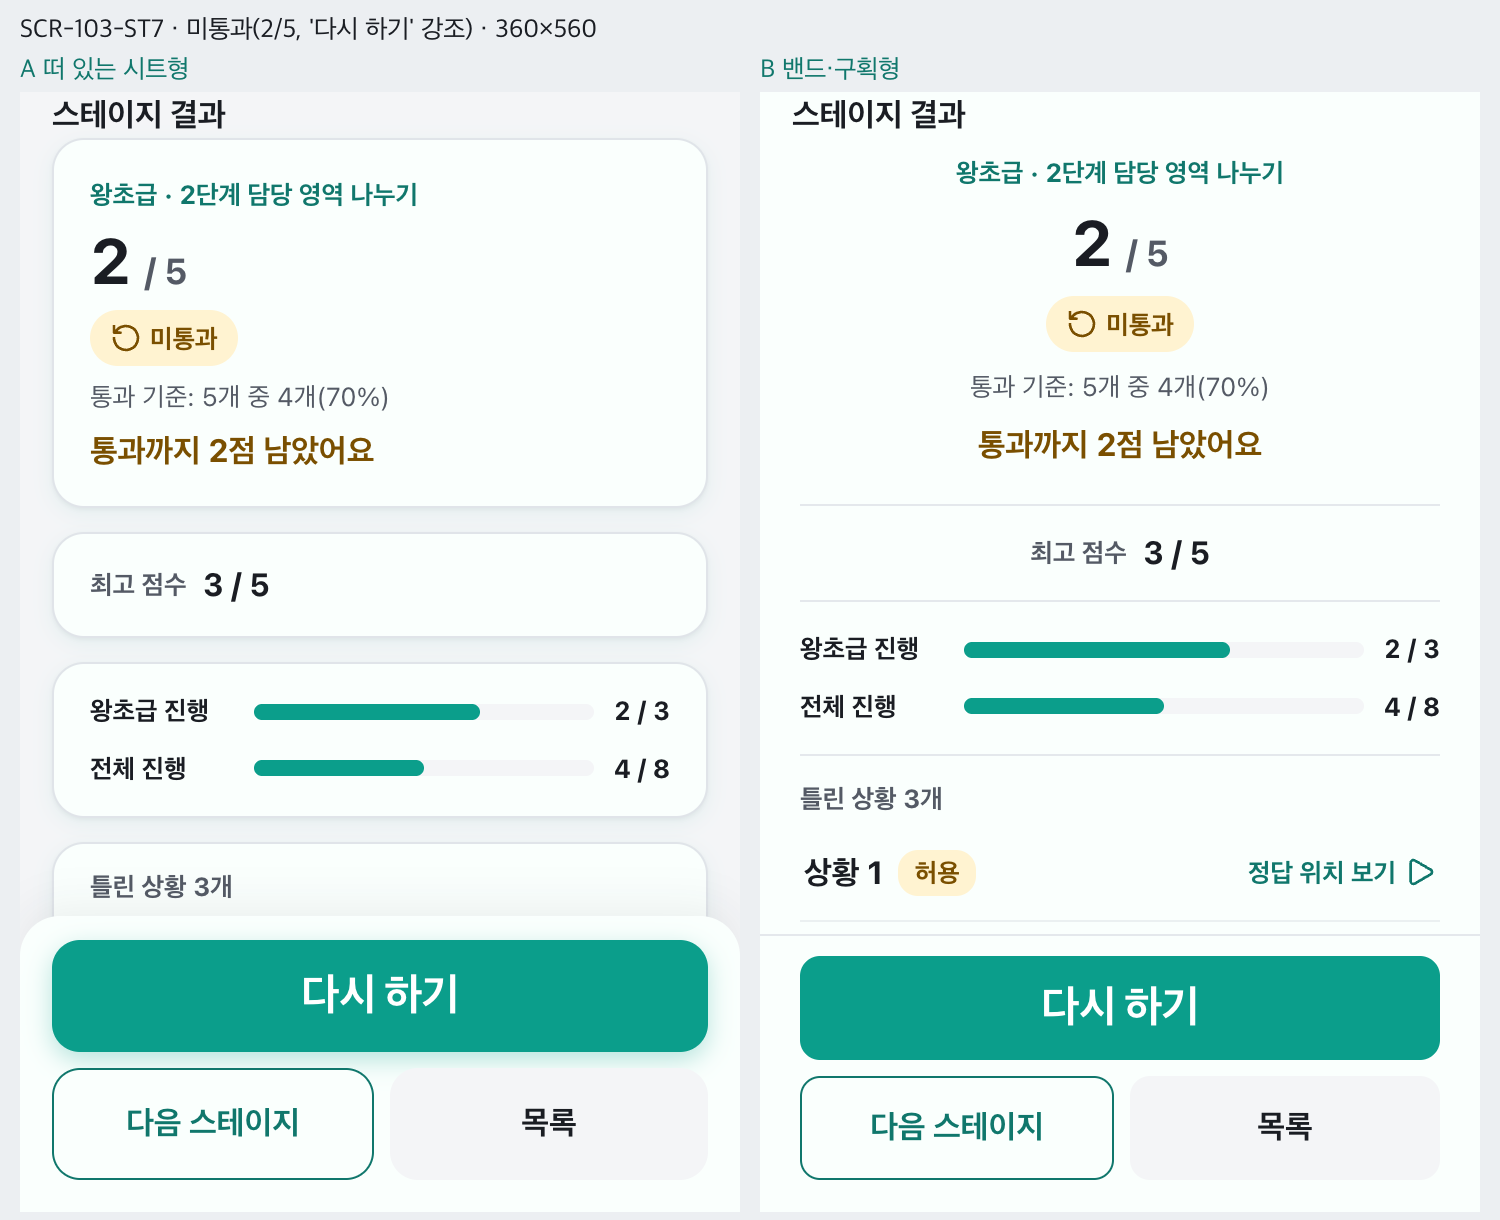 SCR-103-ST7 · 미통과(2/5, '다시 하기' 강조) · 360×560
A 떠 있는 시트형
스테이지 결과
왕초급 · 2단계 담당 영역 나누기
2 / 5
미통과
통과 기준: 5개 중 4개(70%)
통과까지 2점 남았어요
최고 점수 3 / 5
왕초급 진행 2 / 3
전체 진행 4 / 8
틀린 상황 3개
다시 하기
다음 스테이지 목록
B 밴드·구획형
스테이지 결과
왕초급 · 2단계 담당 영역 나누기
2 / 5
미통과
통과 기준: 5개 중 4개(70%)
통과까지 2점 남았어요
최고 점수 3 / 5
왕초급 진행 2 / 3
전체 진행 4 / 8
틀린 상황 3개
상황 1 허용 정답 위치 보기
다시 하기
다음 스테이지 목록